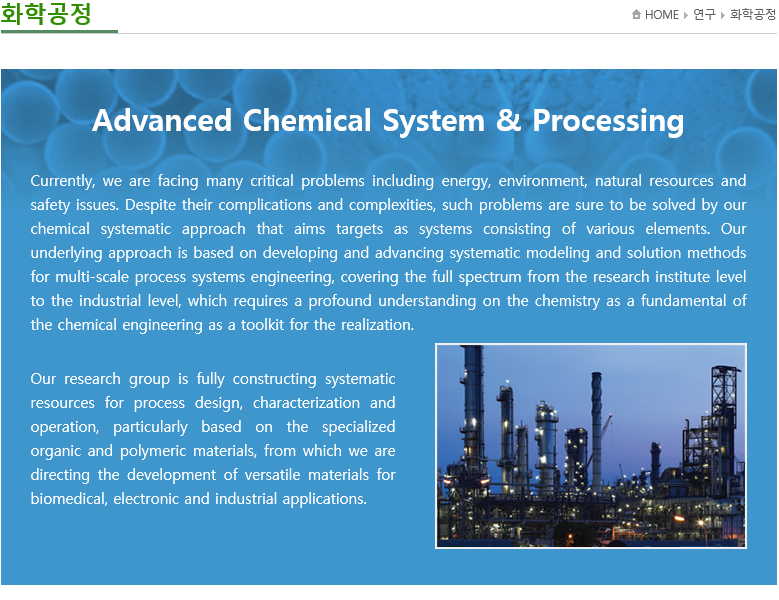 화학공정
HOME 연구 화학공정
Advanced Chemical System & Processing
Currently, we are facing many critical problems including energy, environment, natural resources and
safety issues. Despite their complications and complexities, such problems are sure to be solved by our
chemical systematic approach that aims targets as systems consisting of various elements. Our
underlying approach is based on developing and advancing systematic modeling and solution methods
for multi-scale process systems engineering, covering the full spectrum from the research institute level
to the industrial level, which requires a profound understanding on the chemistry as a fundamental of
the chemical engineering as a toolkit for the realization.
Our research group is fully constructing systematic
resources for process design, characterization and
operation, particularly based on the specialized
organic and polymeric materials, from which we are
directing the development of versatile materials for
biomedical, electronic and industrial applications.